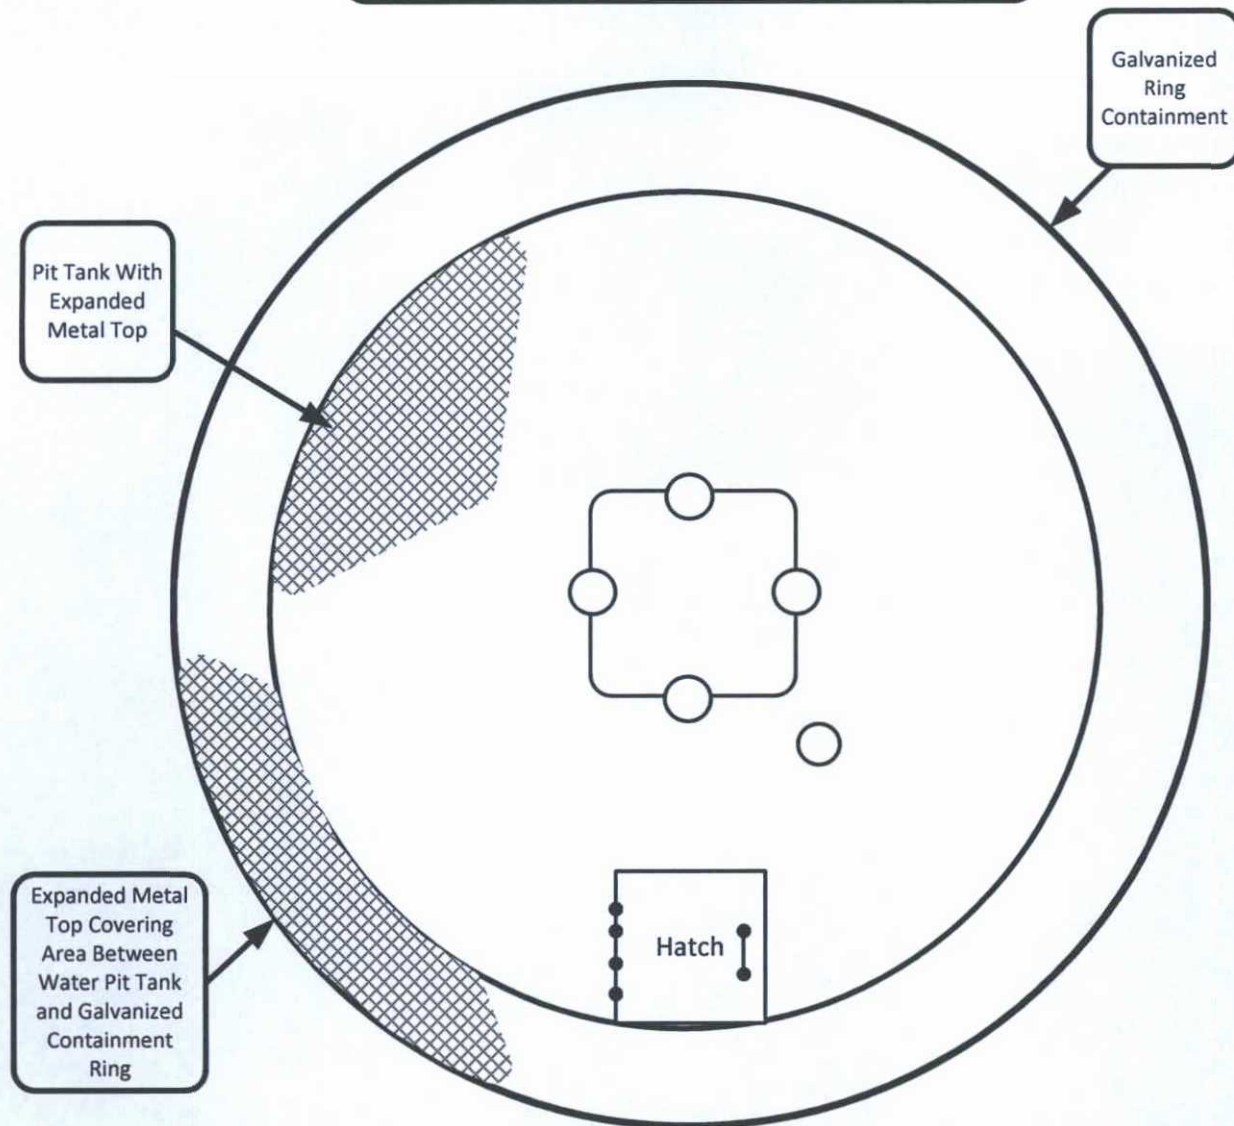 Galvanized
Ring
Containment
Pit Tank With
Expanded
Metal Top
Expanded Metal
Top Covering
Area Between
Water Pit Tank
and Galvanized
Containment
Ring
Hatch